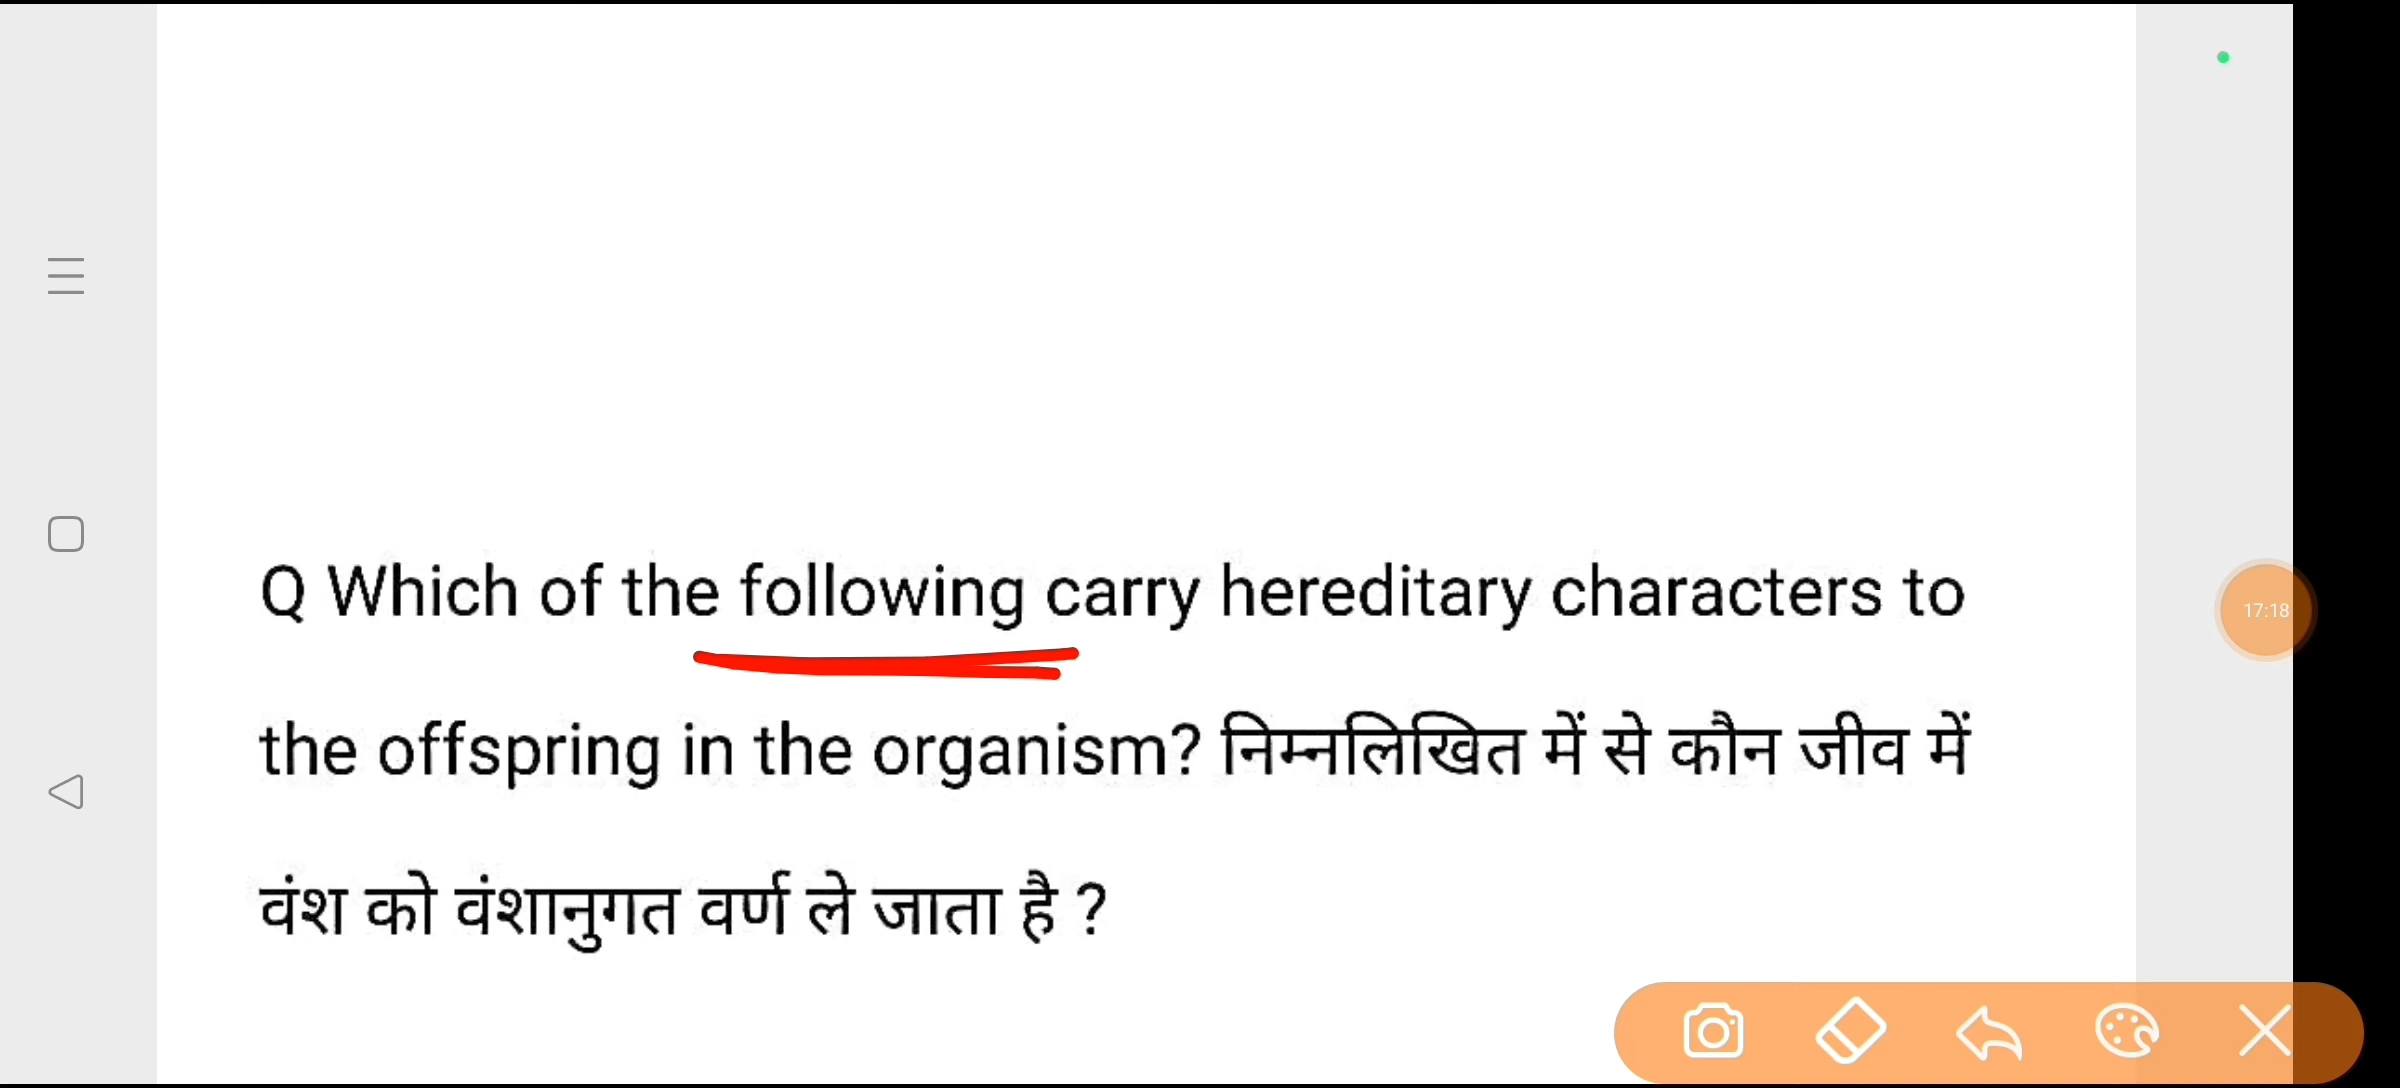 Q Which of the following carry hereditary characters to
the offspring in the organism? निम्नलिखित में से कौन जीव में
वंश को वंशानुगत वर्ण ले जाता है ?
17:18